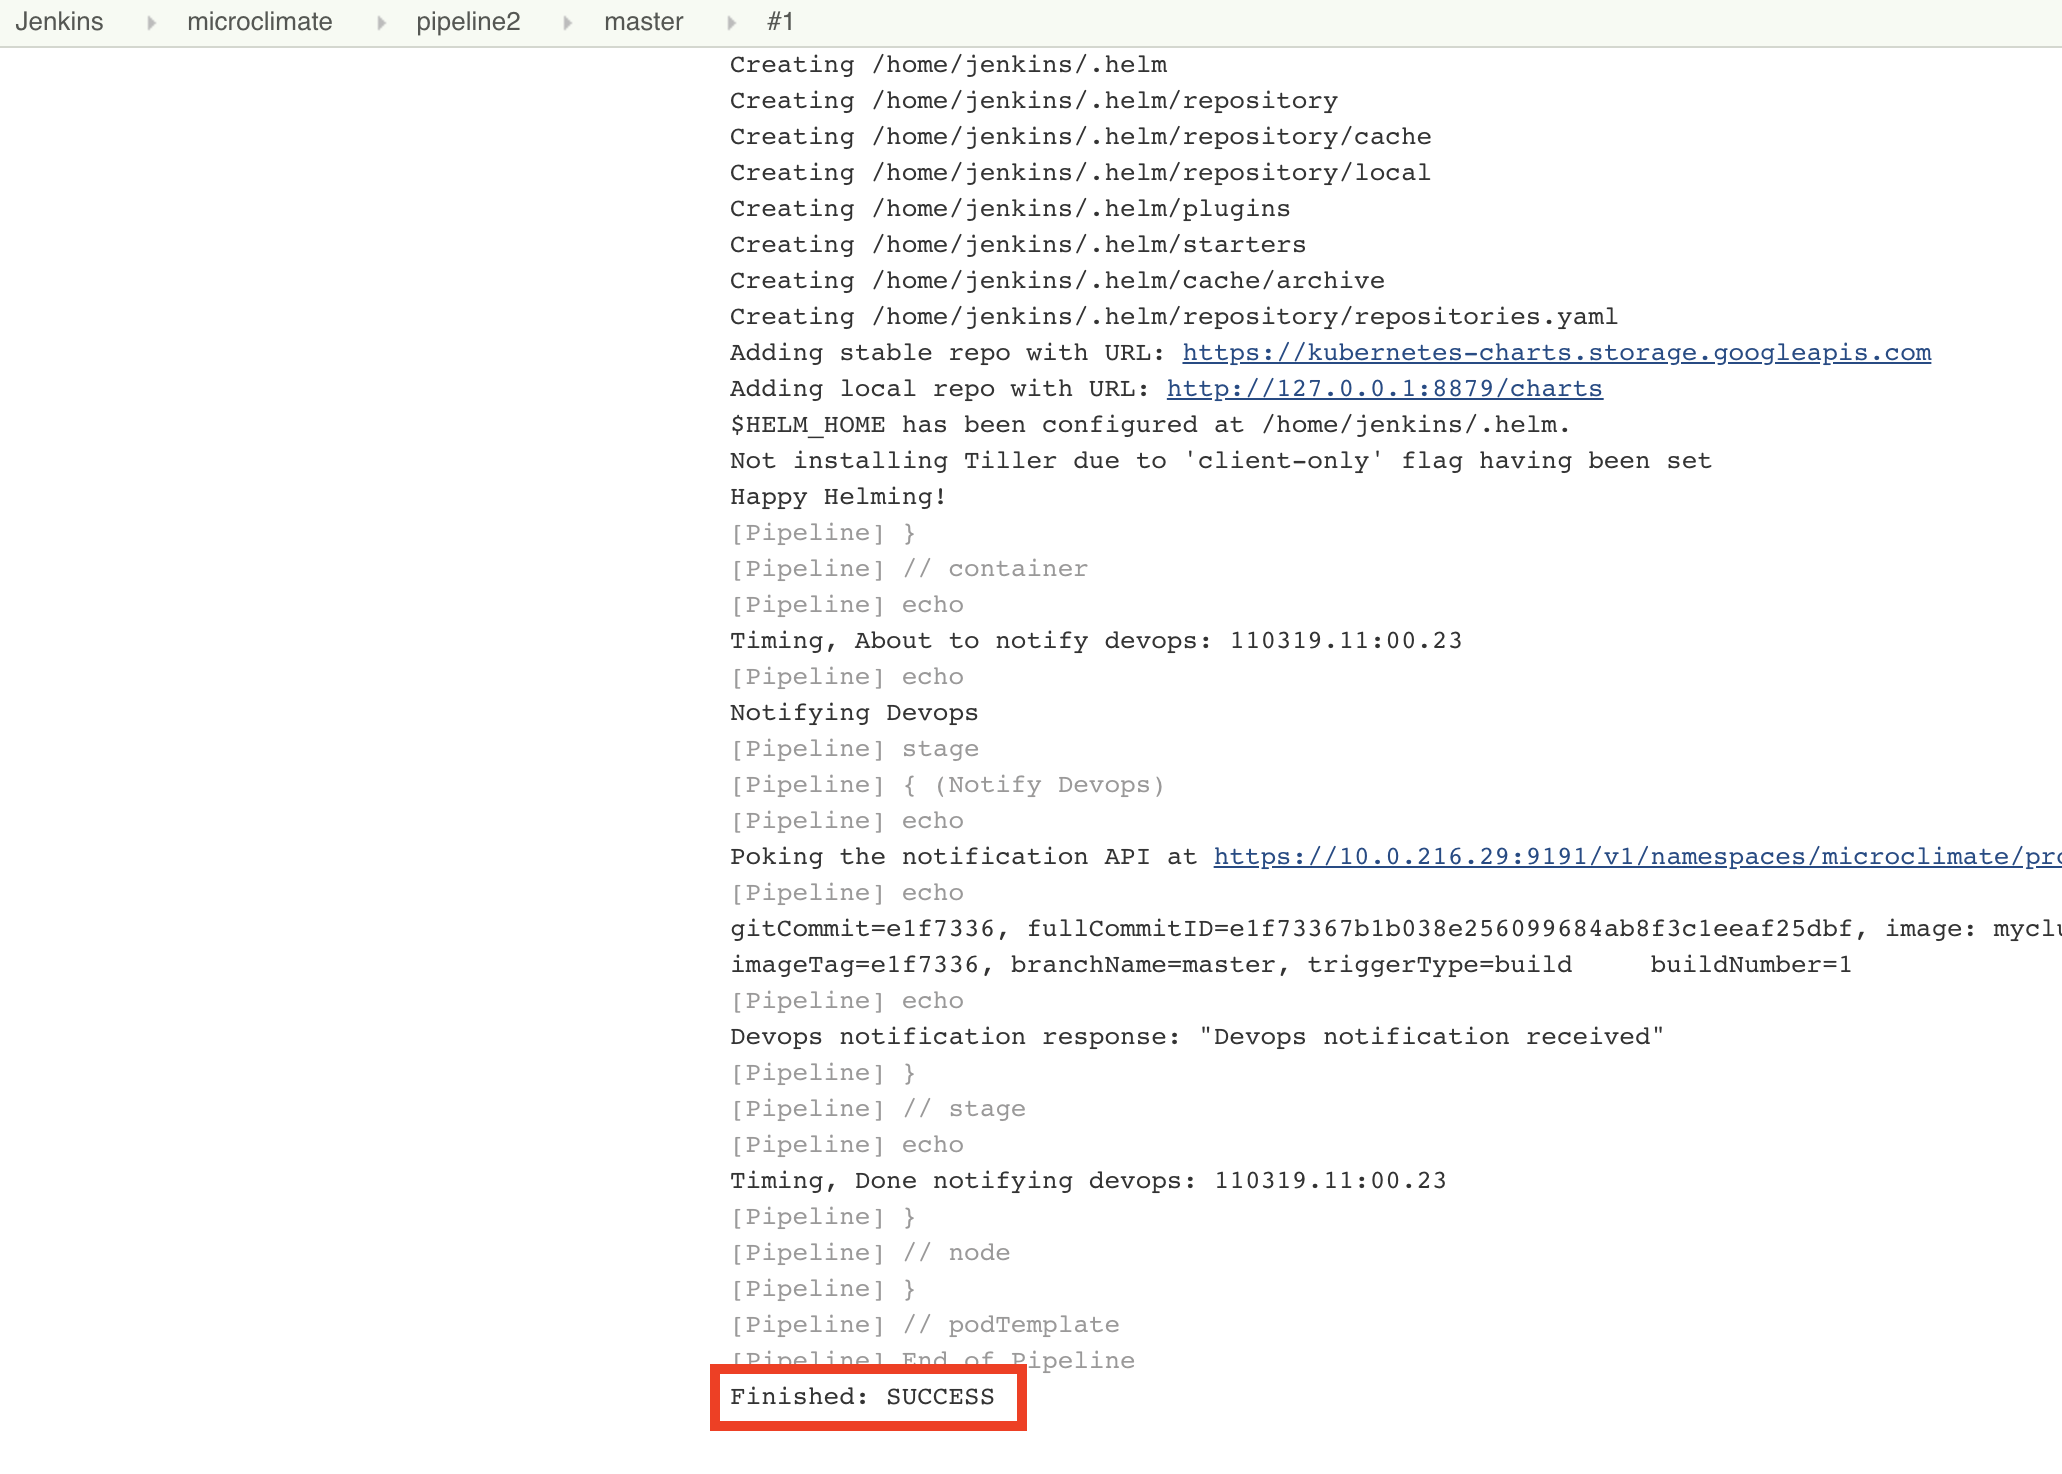 Jenkins microclimate pipeline2 master #1
Creating /home/jenkins/.helm
Creating /home/jenkins/.helm/repository
Creating /home/jenkins/.helm/repository/cache
Creating /home/jenkins/.helm/repository/local
Creating /home/jenkins/.helm/plugins
Creating /home/jenkins/.helm/starters
Creating /home/jenkins/.helm/cache/archive
Creating /home/jenkins/.helm/repository/repositories.yaml
Adding stable repo with URL: https://kubernetes-charts.storage.googleapis.com
Adding local repo with URL: http://127.0.0.1:8879/charts
$HELM_HOME has been configured at /home/jenkins/.helm.
Not installing Tiller due to 'client-only' flag having been set
Happy Helming!
[Pipeline] }
[Pipeline] // container
[Pipeline] echo
Timing, About to notify devops: 110319.11:00.23
[Pipeline] echo
Notifying Devops
[Pipeline] stage
[Pipeline] { (Notify Devops)
[Pipeline] echo
Poking the notification API at https://10.0.216.29:9191/v1/namespaces/microclimate/pro
[Pipeline] echo
gitCommit=e1f7336, fullCommitID=e1f73367b1b038e256099684ab8f3c1eeaf25dbf, image: myclu
imageTag=e1f7336, branchName=master, triggerType=build     buildNumber=1
[Pipeline] echo
Devops notification response: "Devops notification received"
[Pipeline] }
[Pipeline] // stage
[Pipeline] echo
Timing, Done notifying devops: 110319.11:00.23
[Pipeline] }
[Pipeline] // node
[Pipeline] }
[Pipeline] // podTemplate
[Pipeline] End of Pipeline
Finished: SUCCESS